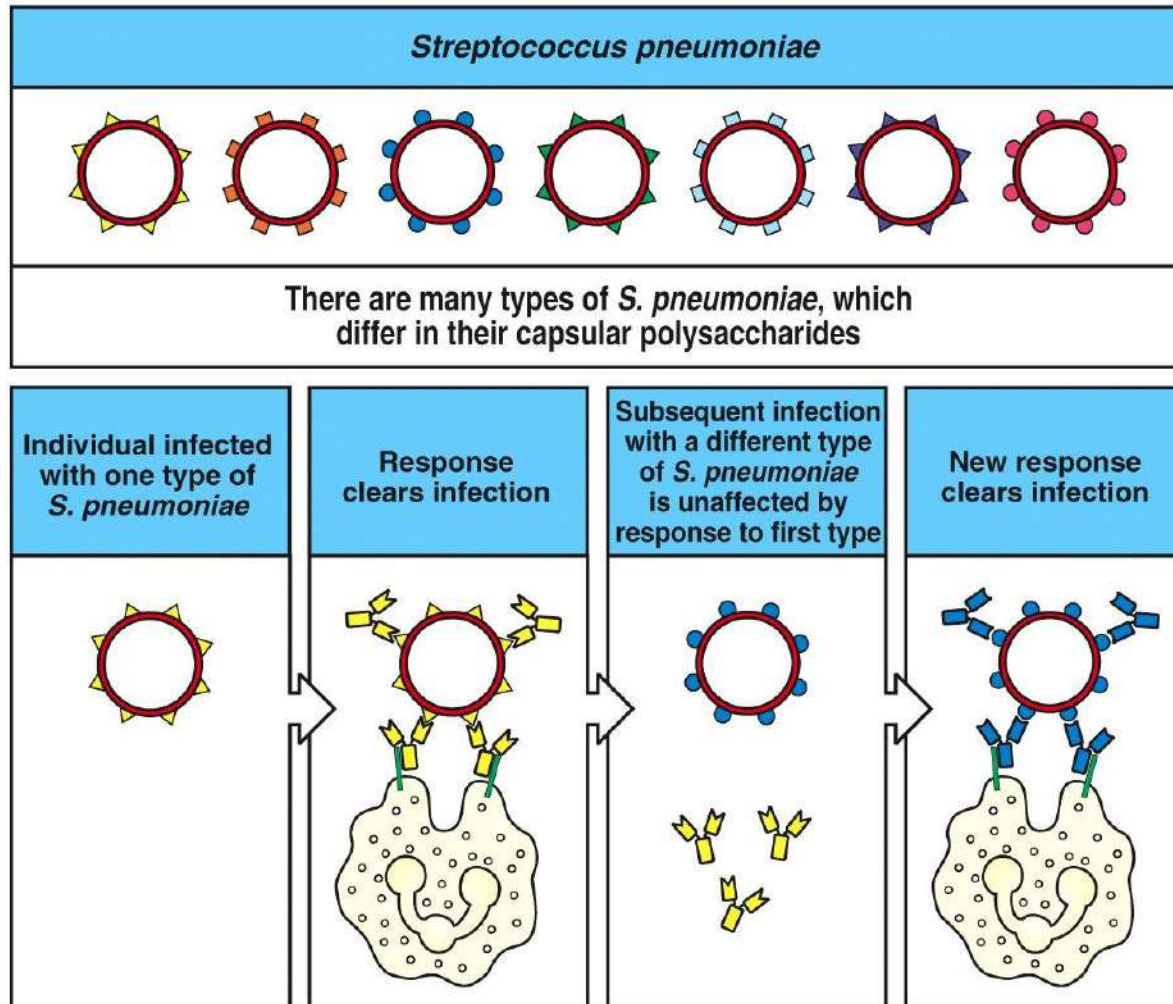 Streptococcus pneumoniae
There are many types of S. pneumoniae, which
differ in their capsular polysaccharides
Individual infected
with one type of
S. pneumoniae
Response
clears infection
Subsequent infection
with a different type
of S. pneumoniae
is unaffected by
response to first type
New response
clears infection